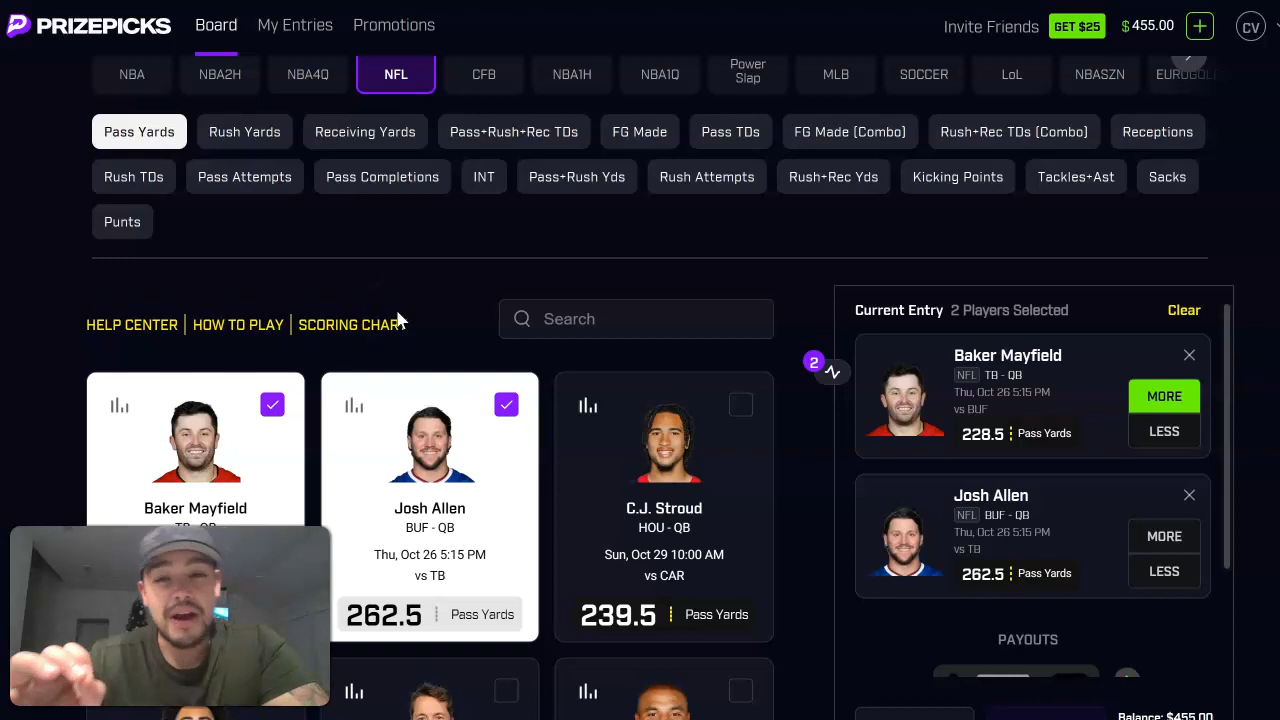 PRIZEPICKS Board My Entries Promotions Invite Friends GET $25 $455.00 + CV
NBA NBA2H NBA4Q NFL CFB NBA1H NBA1Q Power Slap MLB SOCCER LoL NBASZN
Pass Yards Rush Yards Receiving Yards Pass+Rush+Rec TDs FG Made Pass TDs FG Made (Combo) Rush+Rec TDs (Combo) Receptions
Rush TDs Pass Attempts Pass Completions INT Pass+Rush Yds Rush Attempts Rush+Rec Yds Kicking Points Tackles+Ast Sacks
Punts
HELP CENTER | HOW TO PLAY | SCORING CHAR
Search
Baker Mayfield
TB - QB
Josh Allen
BUF - QB
Thu, Oct 26 5:15 PM
vs TB
262.5 Pass Yards
C.J. Stroud
HOU - QB
Sun, Oct 29 10:00 AM
vs CAR
239.5 Pass Yards
Current Entry 2 Players Selected Clear
2
Baker Mayfield
NFL TB - QB
Thu, Oct 26 5:15 PM
vs BUF
228.5 Pass Yards
MORE
LESS
Josh Allen
NFL BUF - QB
Thu, Oct 26 5:15 PM
vs TB
262.5 Pass Yards
MORE
LESS
PAYOUTS
Balance: $455.00